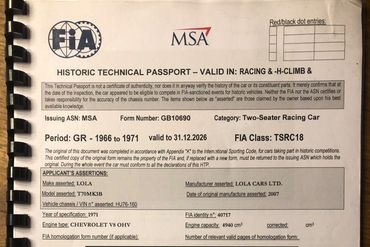 FiA
MSA
Red/black dot entries:
HISTORIC TECHNICAL PASSPORT – VALID IN: RACING & -H-CLIMB &
This Technical Passport is not a certificate of authenticity, nor does it in anyway verify the history of the car or its constituent parts. It merely confirms that at
the date of the inspection, the car appeared to be eligible to compete in FIA-sanctioned events for historic vehicles. Neither the FIA nor the ASN certifies or
takes responsibility for the accuracy of the chassis number. The items shown below as "asserted" are those claimed by the owner based upon his best
available knowledge.
Issuing ASN: MSA Form Number: GB10690 Category: Two-Seater Racing Car
Period: GR - 1966 to 1971 valid to 31.12.2026 FIA Class: TSRC18
The original of this document was completed in accordance with Appendix "K" to the International Sporting Code, for cars taking part in historic competitions.
This certified copy of the original form remains the property of the FIA and, if replaced with a new form, must be returned to the issuing ASN which holds the
original. During the whole event the car must conform to all the declarations of this HTP.
APPLICANT'S ASSERTIONS:
Make asserted: LOLA Manufacturer asserted: LOLA CARS LTD.
Model asserted: T70MK3B Date of original manufacture asserted: 2007
Vehicle chassis / VIN n° asserted: HU76-160
Year of specification: 1971 FIA identity n°: 40757
Engine type: CHEVROLET V8 OHV Engine capacity: 4940 cm³ corrected: cm³
FIA homologation form number (if applicable): Number of relevant valid pages of homologation form: